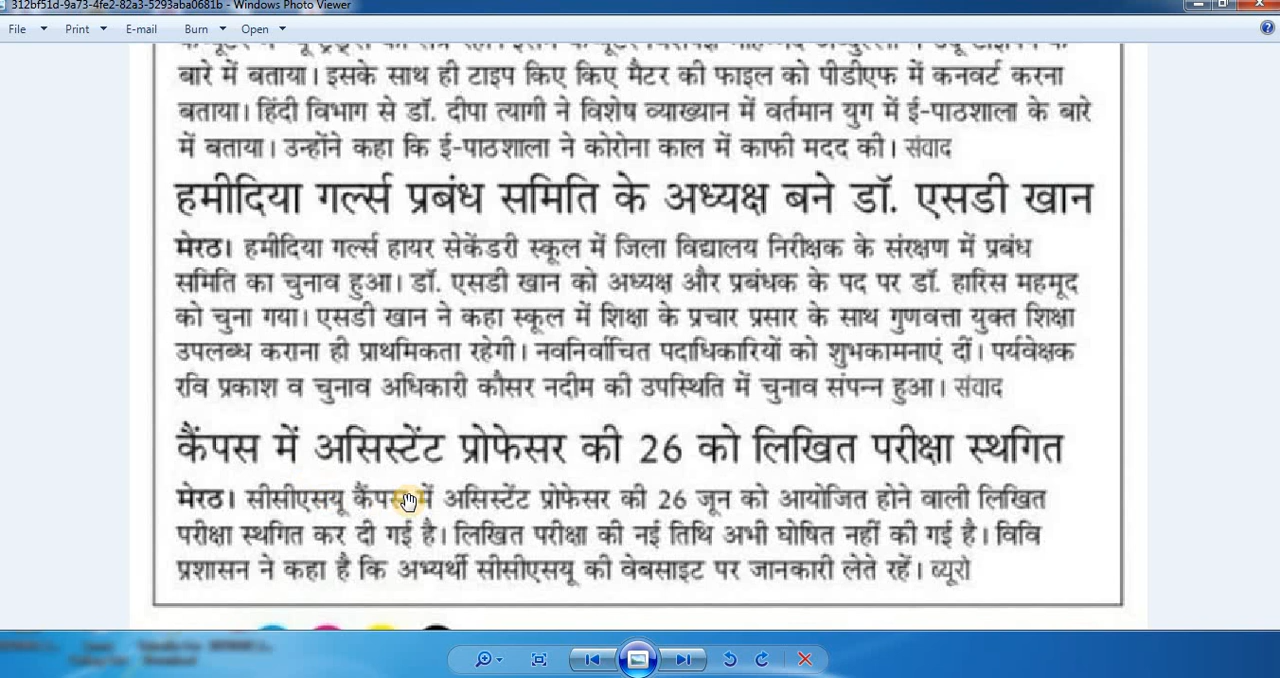 312bf51d-9a73-4fe2-82a3-5293aba0681b - Windows Photo Viewer
File Print E-mail Burn Open
बारे में बताया। इसके साथ ही टाइप किए किए मैटर की फाइल को पीडीएफ में कनवर्ट करना
बताया। हिंदी विभाग से डॉ. दीपा त्यागी ने विशेष व्याख्यान में वर्तमान युग में ई-पाठशाला के बारे
में बताया। उन्होंने कहा कि ई-पाठशाला ने कोरोना काल में काफी मदद की। संवाद
हमीदिया गर्ल्स प्रबंध समिति के अध्यक्ष बने डॉ. एसडी खान
मेरठ। हमीदिया गर्ल्स हायर सेकेंडरी स्कूल में जिला विद्यालय निरीक्षक के संरक्षण में प्रबंध
समिति का चुनाव हुआ। डॉ. एसडी खान को अध्यक्ष और प्रबंधक के पद पर डॉ. हारिस महमूद
को चुना गया। एसडी खान ने कहा स्कूल में शिक्षा के प्रचार प्रसार के साथ गुणवत्ता युक्त शिक्षा
उपलब्ध कराना ही प्राथमिकता रहेगी। नवनिर्वाचित पदाधिकारियों को शुभकामनाएं दीं। पर्यवेक्षक
रवि प्रकाश व चुनाव अधिकारी कौसर नदीम की उपस्थिति में चुनाव संपन्न हुआ। संवाद
कैंपस में असिस्टेंट प्रोफेसर की 26 को लिखित परीक्षा स्थगित
मेरठ। सीसीएसयू कैंपस में असिस्टेंट प्रोफेसर की 26 जून को आयोजित होने वाली लिखित
परीक्षा स्थगित कर दी गई है। लिखित परीक्षा की नई तिथि अभी घोषित नहीं की गई है। विवि
प्रशासन ने कहा है कि अभ्यर्थी सीसीएसयू की वेबसाइट पर जानकारी लेते रहें। ब्यूरो